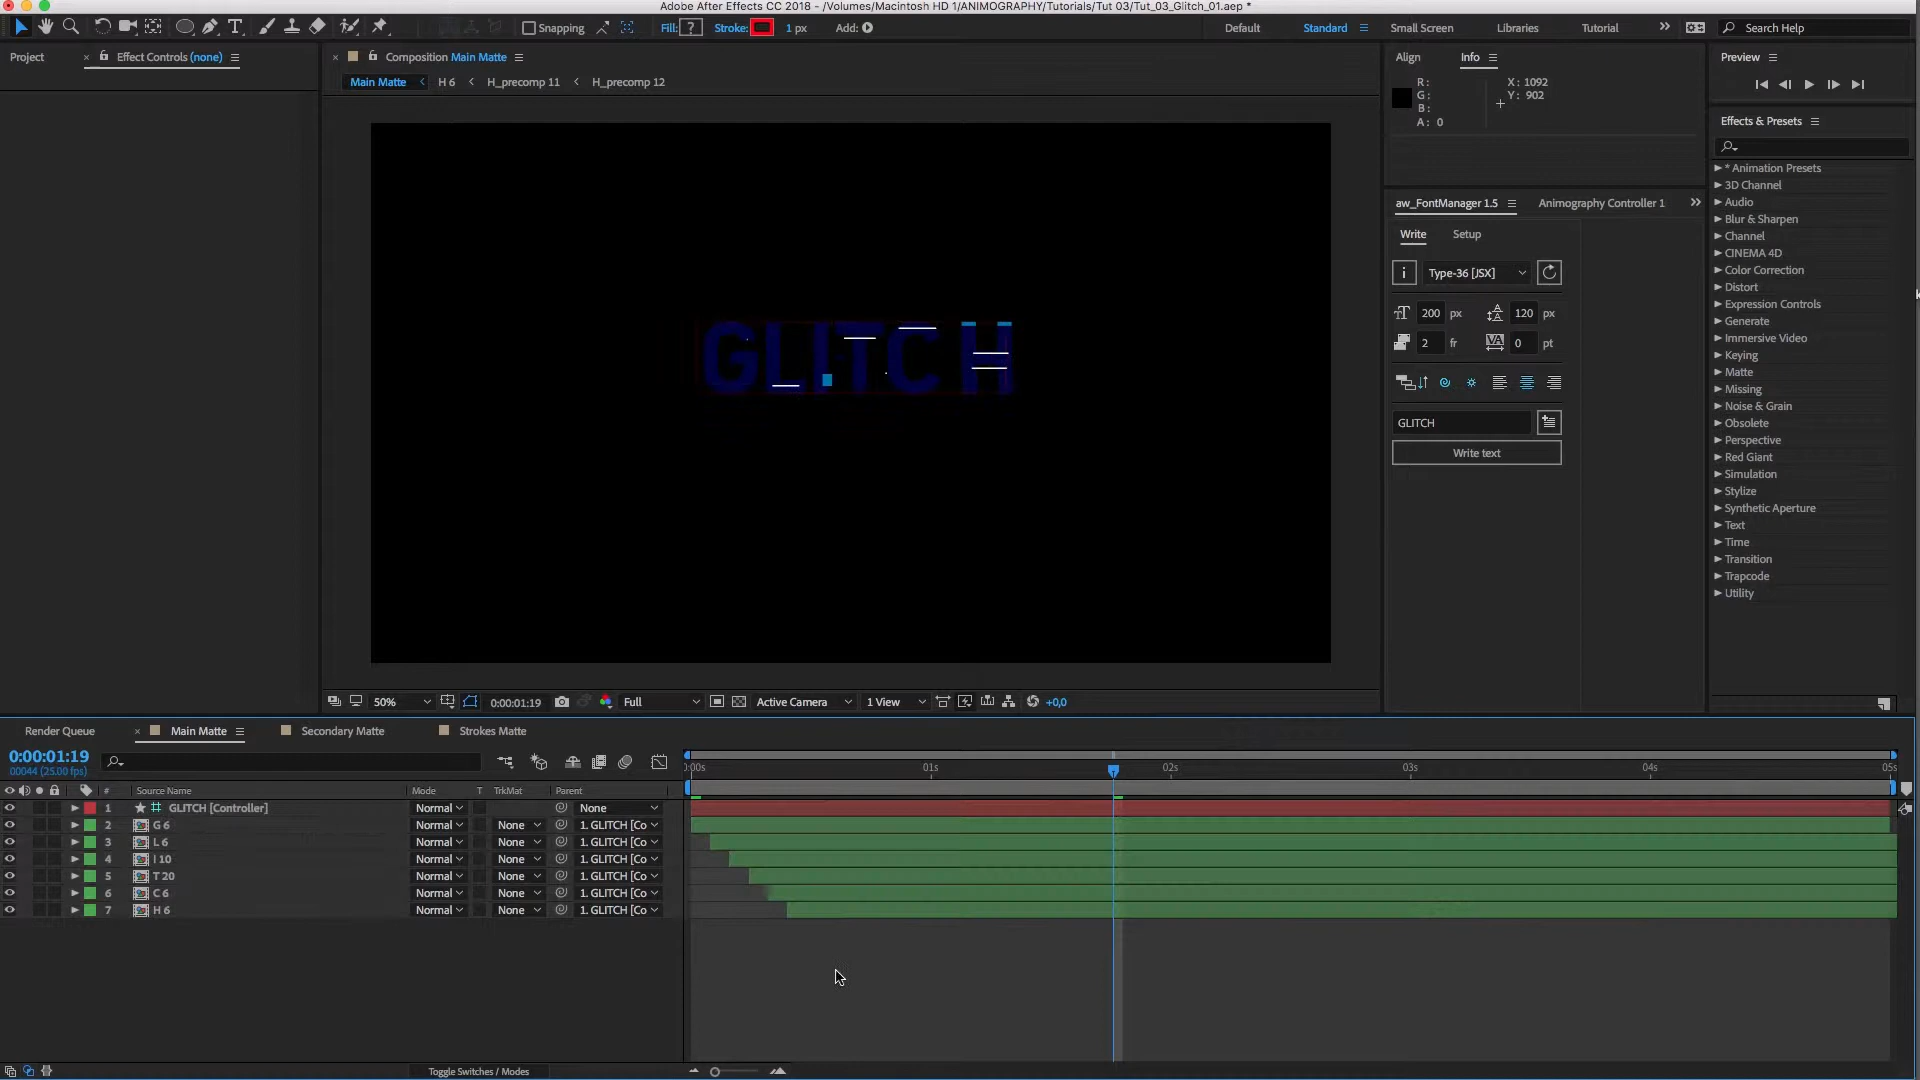 Adobe After Effects CC 2018 - /Volumes/Macintosh HD 1/ANIMOGRAPHY/Tutorials/Tut 03/Tut_03_Glitch_01.aep *
Snapping Fill: ? Stroke: 1 px Add: Default Standard Small Screen Libraries Tutorial Search Help
Project Effect Controls (none) Composition Main Matte Align Info Preview
Main Matte H 6 H_precomp 11 H_precomp 12
R: X: 1092
G: Y: 902
B:
A: 0
Effects & Presets
* Animation Presets
3D Channel
Audio
Blur & Sharpen
Channel
CINEMA 4D
Color Correction
Distort
Expression Controls
Generate
Immersive Video
Keying
Matte
Missing
Noise & Grain
Obsolete
Perspective
Red Giant
Simulation
Stylize
Synthetic Aperture
Text
Time
Transition
Trapcode
Utility
aw_FontManager 1.5 Animography Controller 1
Write Setup
i Type-36 [JSX]
200 px 120 px
2 fr 0 pt
GLITCH
Write text
GLITCH
50% 0:00:01:19 Full Active Camera 1 View +0,0
Render Queue Main Matte Secondary Matte Strokes Matte
0:00:01:19
00044 (25.00 fps)
:00s 01s 02s 03s 04s 05s
# Source Name Mode T TrkMat Parent
1 GLITCH [Controller] Normal None
2 G 6 Normal None 1. GLITCH [Co
3 L 6 Normal None 1. GLITCH [Co
4 I 10 Normal None 1. GLITCH [Co
5 T 20 Normal None 1. GLITCH [Co
6 C 6 Normal None 1. GLITCH [Co
7 H 6 Normal None 1. GLITCH [Co
Toggle Switches / Modes